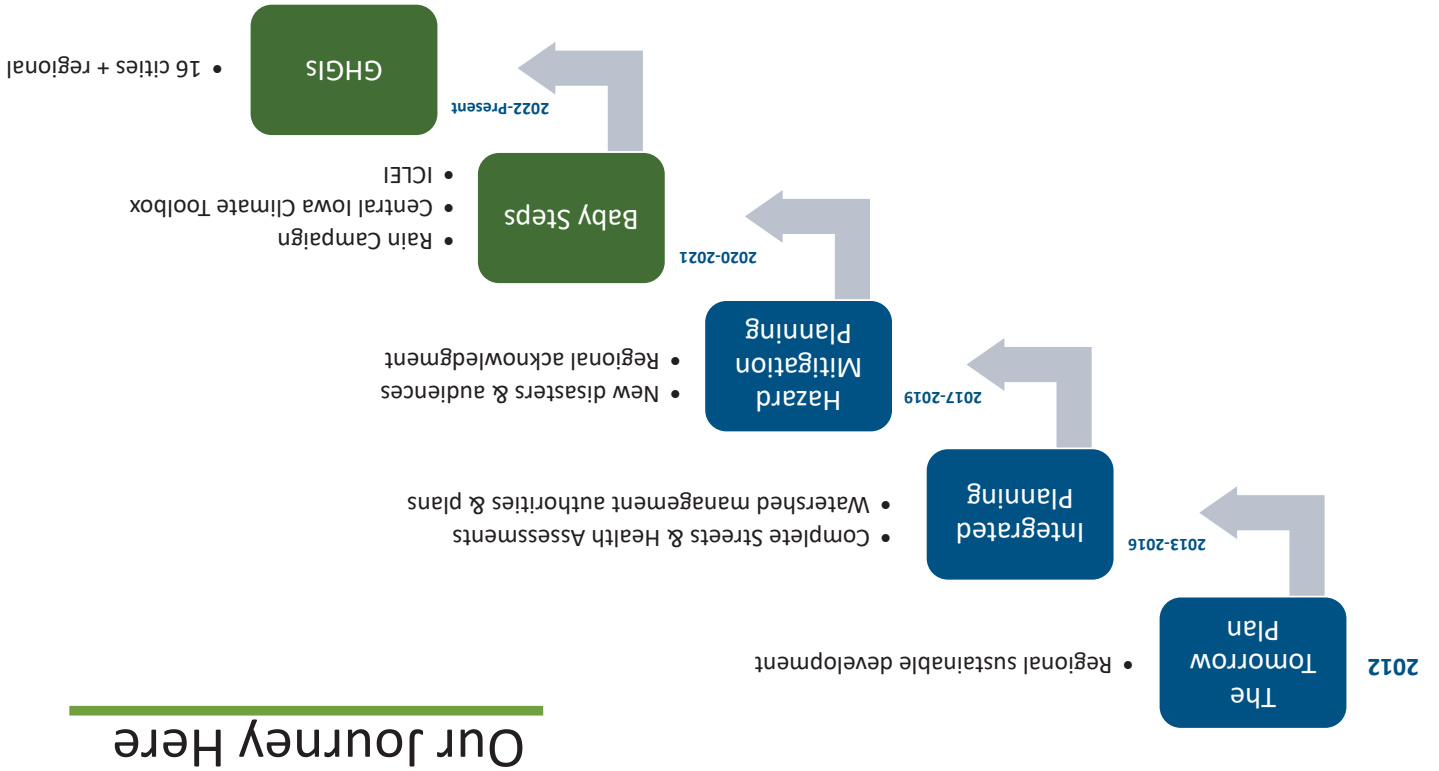 Our Journey Here
2012
The
Tomorrow
Plan
• Regional sustainable development
2013-2016
Integrated
Planning
• Complete Streets & Health Assessments
• Watershed management authorities & plans
2017-2019
Hazard
Mitigation
Planning
• New disasters & audiences
• Regional acknowledgment
2020-2021
Baby Steps
• Rain Campaign
• Central Iowa Climate Toolbox
• ICLEI
2022-Present
GHGIs
• 16 cities + regional